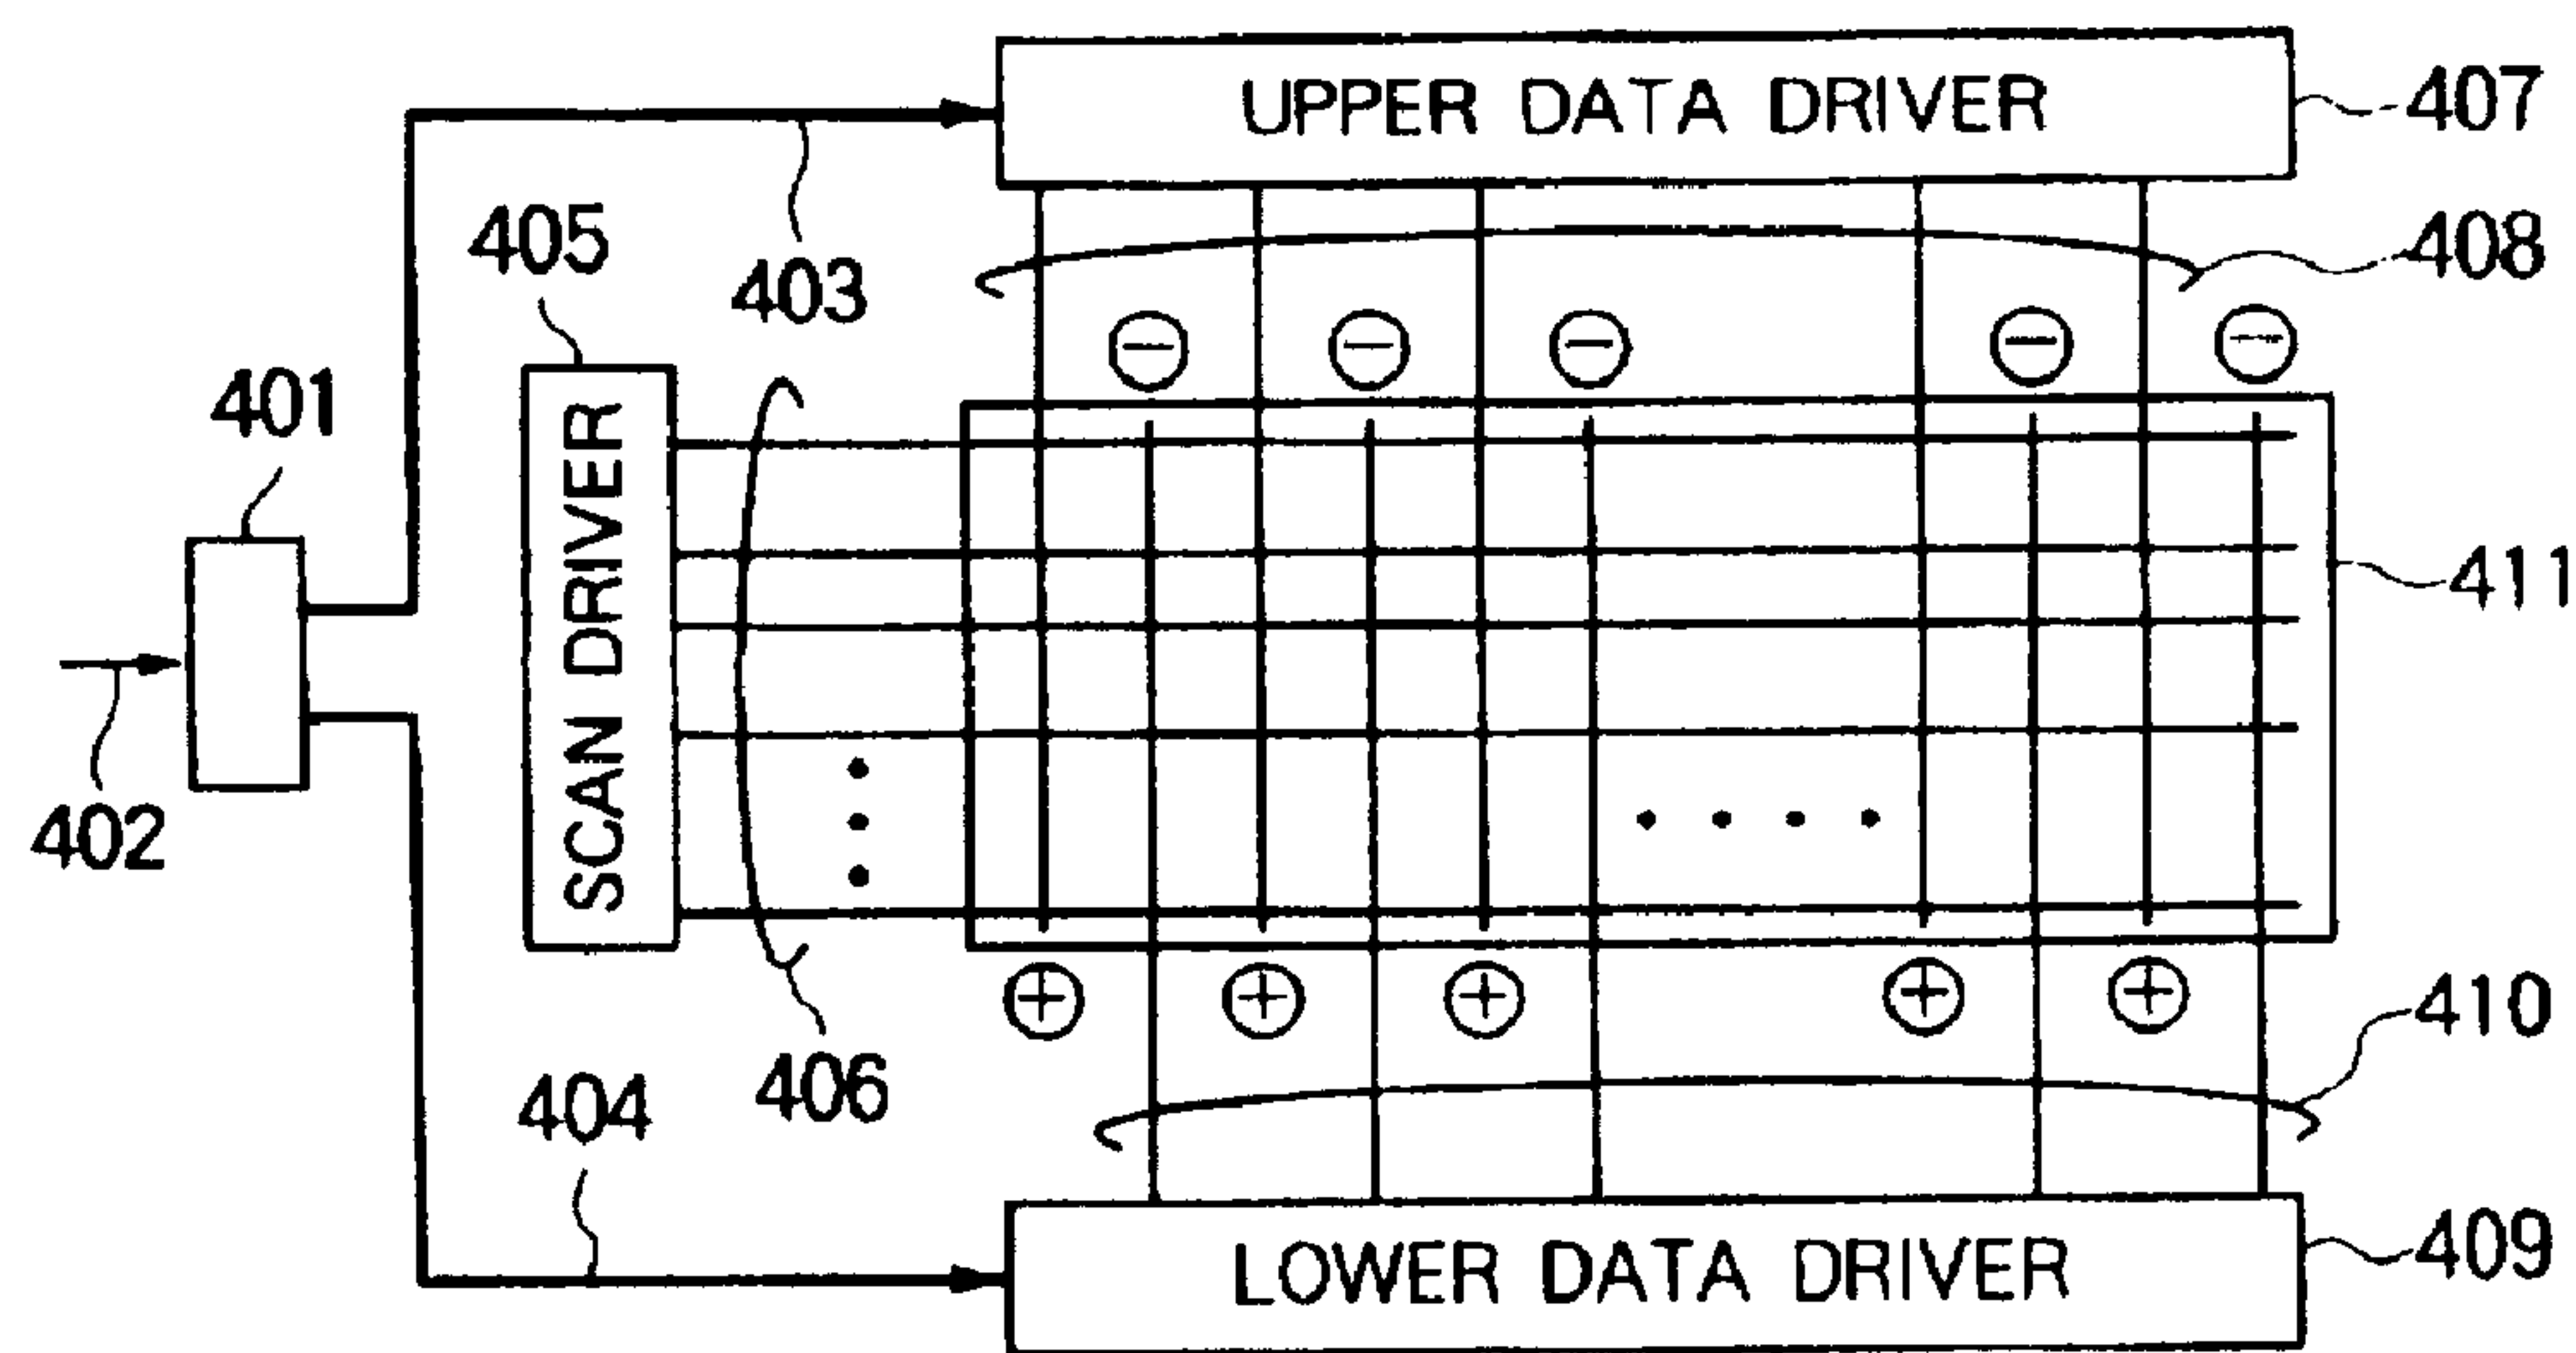 UPPER DATA DRIVER
407
408
405
403
− − − − −
401
SCAN DRIVER
411
402
+ + + + +
410
406
404
LOWER DATA DRIVER
409